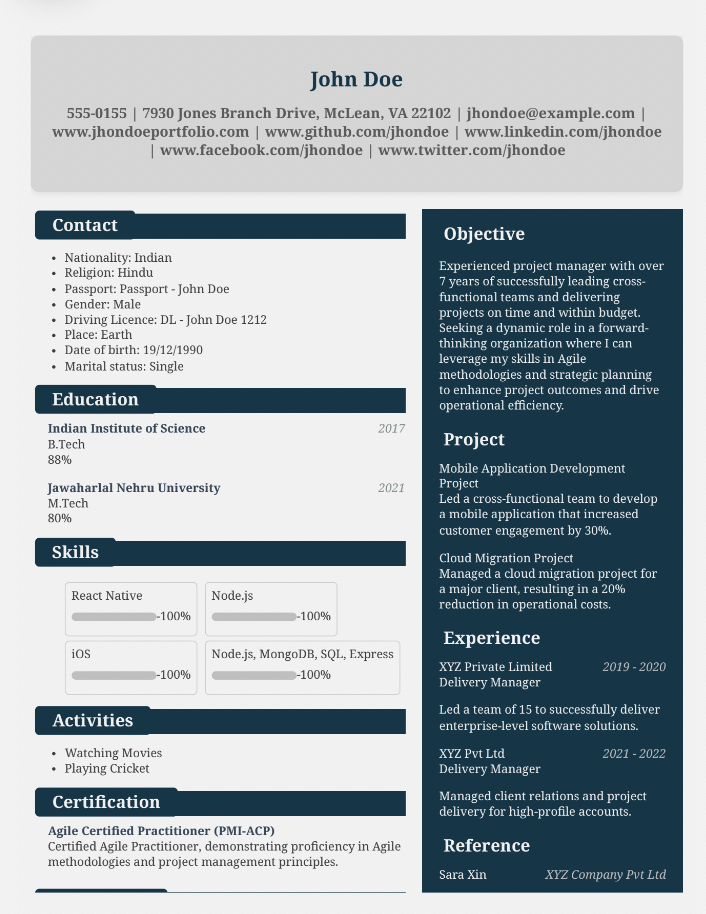 John Doe
555-0155 | 7930 Jones Branch Drive, McLean, VA 22102 | jhondoe@example.com |
www.jhondoeportfolio.com | www.github.com/jhondoe | www.linkedin.com/jhondoe
| www.facebook.com/jhondoe | www.twitter.com/jhondoe
Contact
• Nationality: Indian
• Religion: Hindu
• Passport: Passport - John Doe
• Gender: Male
• Driving Licence: DL - John Doe 1212
• Place: Earth
• Date of birth: 19/12/1990
• Marital status: Single
Education
Indian Institute of Science 2017
B.Tech
88%
Jawaharlal Nehru University 2021
M.Tech
80%
Skills
React Native
-100%
Node.js
-100%
iOS
-100%
Node.js, MongoDB, SQL, Express
-100%
Activities
• Watching Movies
• Playing Cricket
Certification
Agile Certified Practitioner (PMI-ACP)
Certified Agile Practitioner, demonstrating proficiency in Agile
methodologies and project management principles.
Objective
Experienced project manager with over
7 years of successfully leading cross-
functional teams and delivering
projects on time and within budget.
Seeking a dynamic role in a forward-
thinking organization where I can
leverage my skills in Agile
methodologies and strategic planning
to enhance project outcomes and drive
operational efficiency.
Project
Mobile Application Development
Project
Led a cross-functional team to develop
a mobile application that increased
customer engagement by 30%.
Cloud Migration Project
Managed a cloud migration project for
a major client, resulting in a 20%
reduction in operational costs.
Experience
XYZ Private Limited 2019 - 2020
Delivery Manager
Led a team of 15 to successfully deliver
enterprise-level software solutions.
XYZ Pvt Ltd 2021 - 2022
Delivery Manager
Managed client relations and project
delivery for high-profile accounts.
Reference
Sara Xin XYZ Company Pvt Ltd